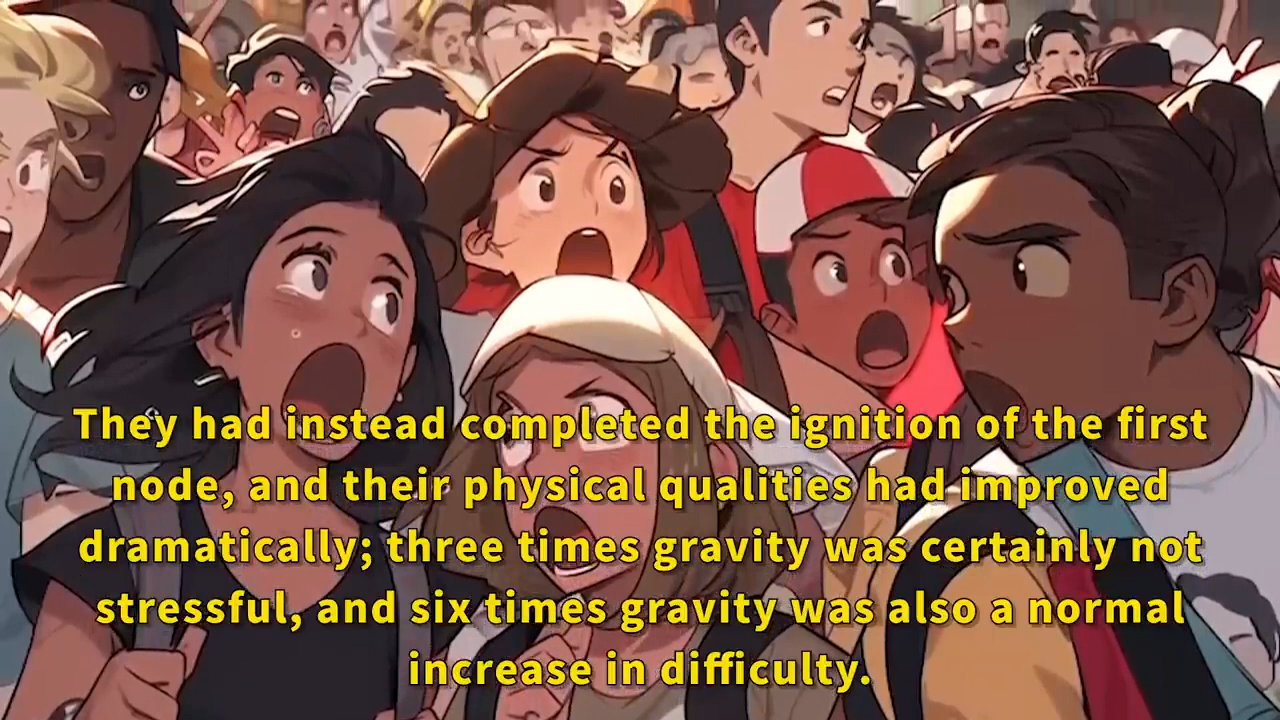 They had instead completed the ignition of the first
node, and their physical qualities had improved
dramatically; three times gravity was certainly not
stressful, and six times gravity was also a normal
increase in difficulty.